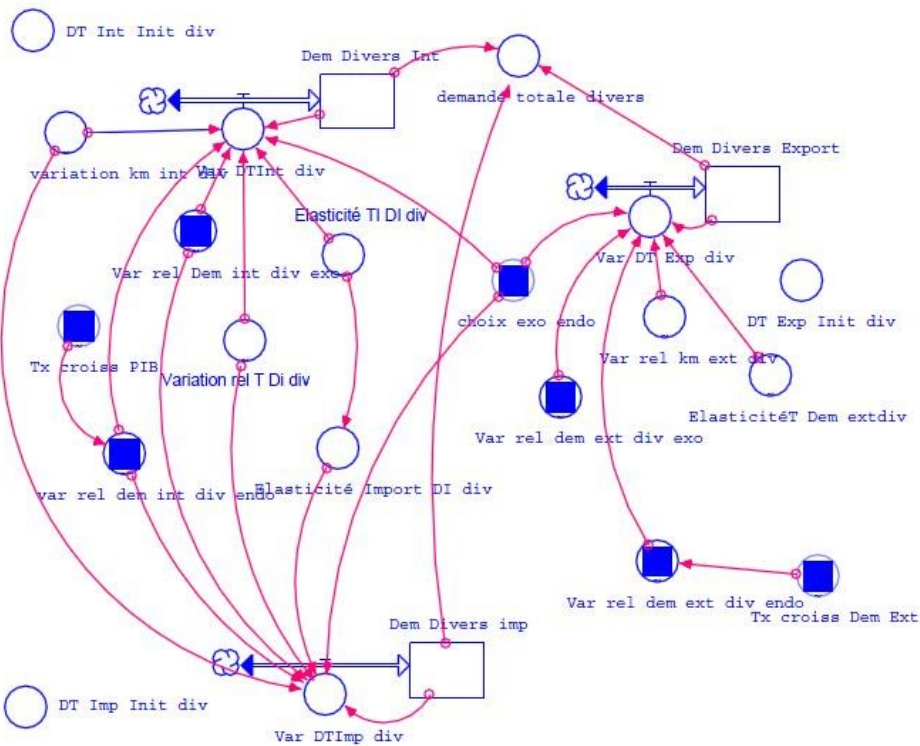 DT Int Init div
Dem Divers Int
demande totale divers
variation km int div
Var DTInt div
Dem Divers Export
Elasticité TI DI div
Var rel Dem int div exo
Var DT Exp div
choix exo endo
DT Exp Init div
Tx croiss PIB
Var rel km ext div
Variation rel T Di div
ElasticitéT Dem extdiv
Var rel dem ext div exo
var rel dem int div endo
Elasticité Import DI div
Var rel dem ext div endo
Tx croiss Dem Ext
Dem Divers imp
DT Imp Init div
Var DTImp div